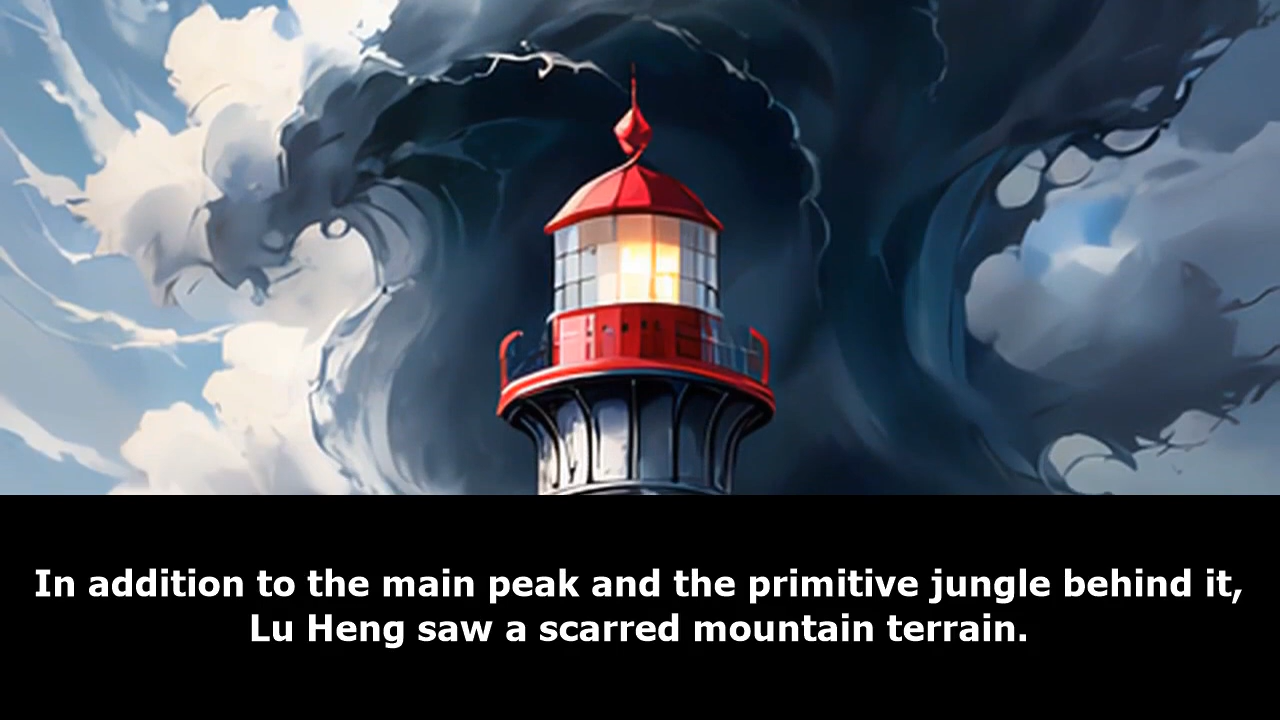 In addition to the main peak and the primitive jungle behind it,
Lu Heng saw a scarred mountain terrain.